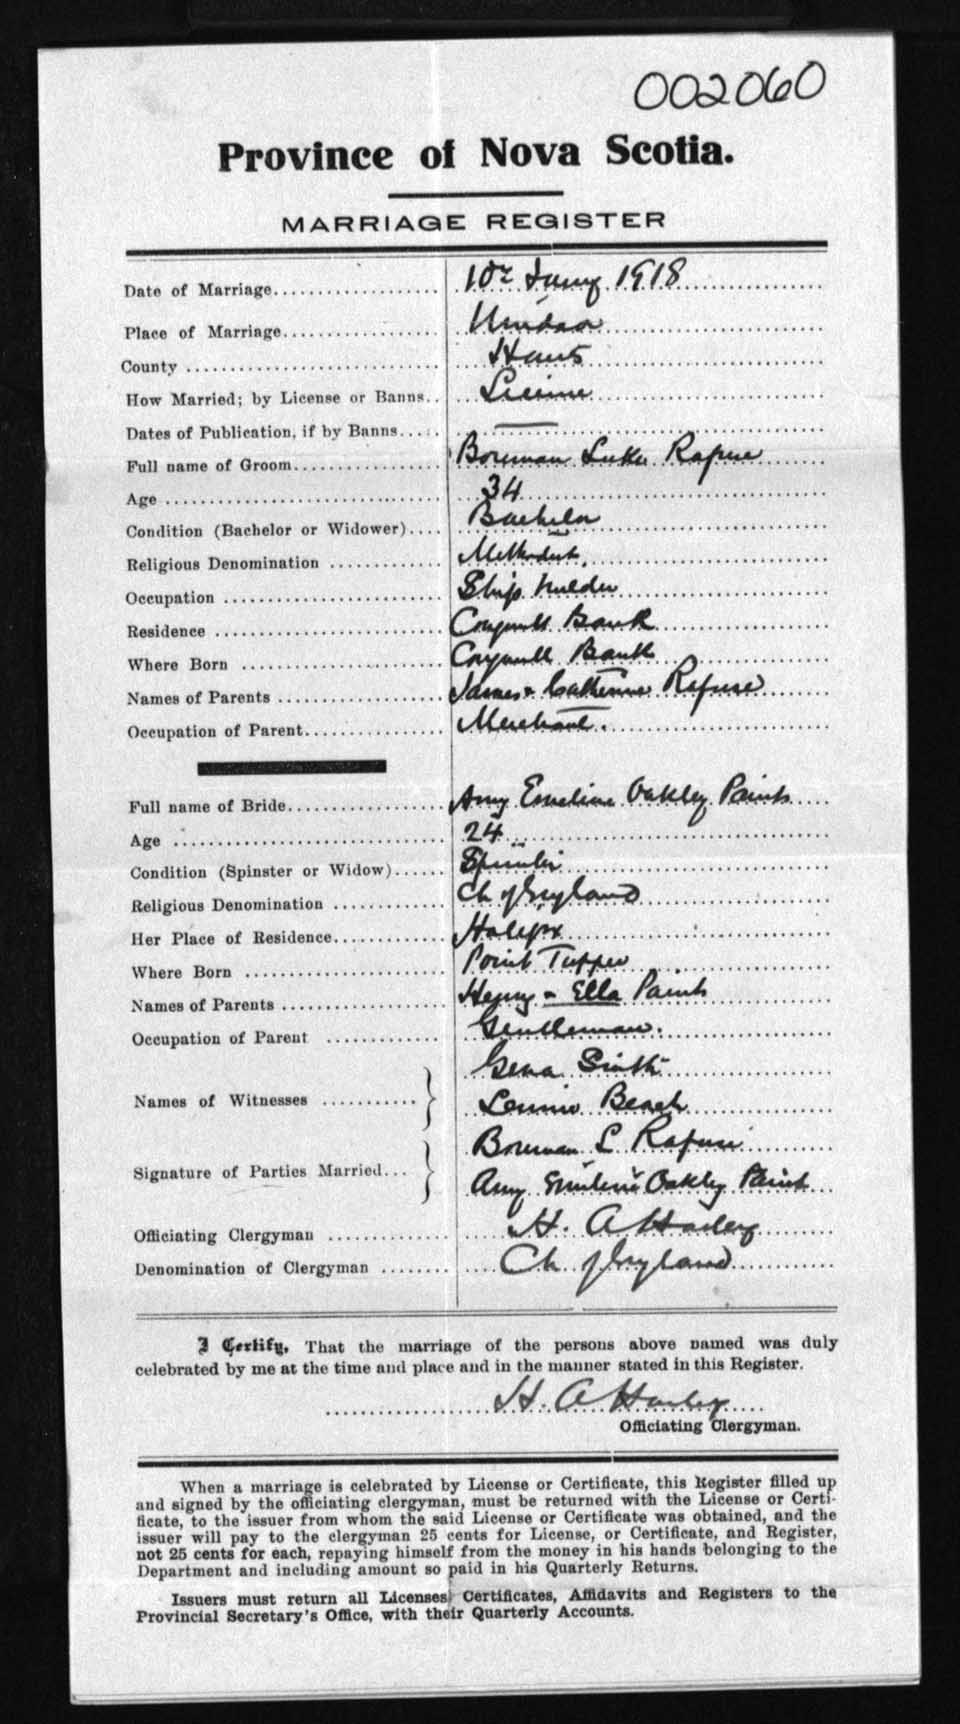 002060
Province of Nova Scotia.
MARRIAGE REGISTER
Date of Marriage 10th Jany 1918
Place of Marriage Windsor
County Hants
How Married; by License or Banns License
Dates of Publication, if by Banns —
Full name of Groom Bowman Luke Rafuse
Age 34
Condition (Bachelor or Widower) Bachelor
Religious Denomination Methodist
Occupation Ship builder
Residence Conquerall Bank
Where Born Conquerall Bank
Names of Parents James & Catherine Rafuse
Occupation of Parent Merchant.
Full name of Bride Amy Emeline Oakley Paint
Age 24
Condition (Spinster or Widow) Spinster
Religious Denomination Ch of England
Her Place of Residence Halifax
Where Born Point Tupper
Names of Parents Henry & Ella Paint
Occupation of Parent Gentleman.
Names of Witnesses Smith
Beach
Signature of Parties Married Bowman L Rafuse
Amy Emeline Oakley Paint
Officiating Clergyman H. A Harley
Denomination of Clergyman Ch of England
I Certify, That the marriage of the persons above named was duly
celebrated by me at the time and place and in the manner stated in this Register.
H. A Harley
Officiating Clergyman.
When a marriage is celebrated by License or Certificate, this Register filled up
and signed by the officiating clergyman, must be returned with the License or Certi-
ficate, to the issuer from whom the said License or Certificate was obtained, and the
issuer will pay to the clergyman 25 cents for License, or Certificate, and Register,
not 25 cents for each, repaying himself from the money in his hands belonging to the
Department and including amount so paid in his Quarterly Returns.
Issuers must return all Licenses, Certificates, Affidavits and Registers to the
Provincial Secretary's Office, with their Quarterly Accounts.